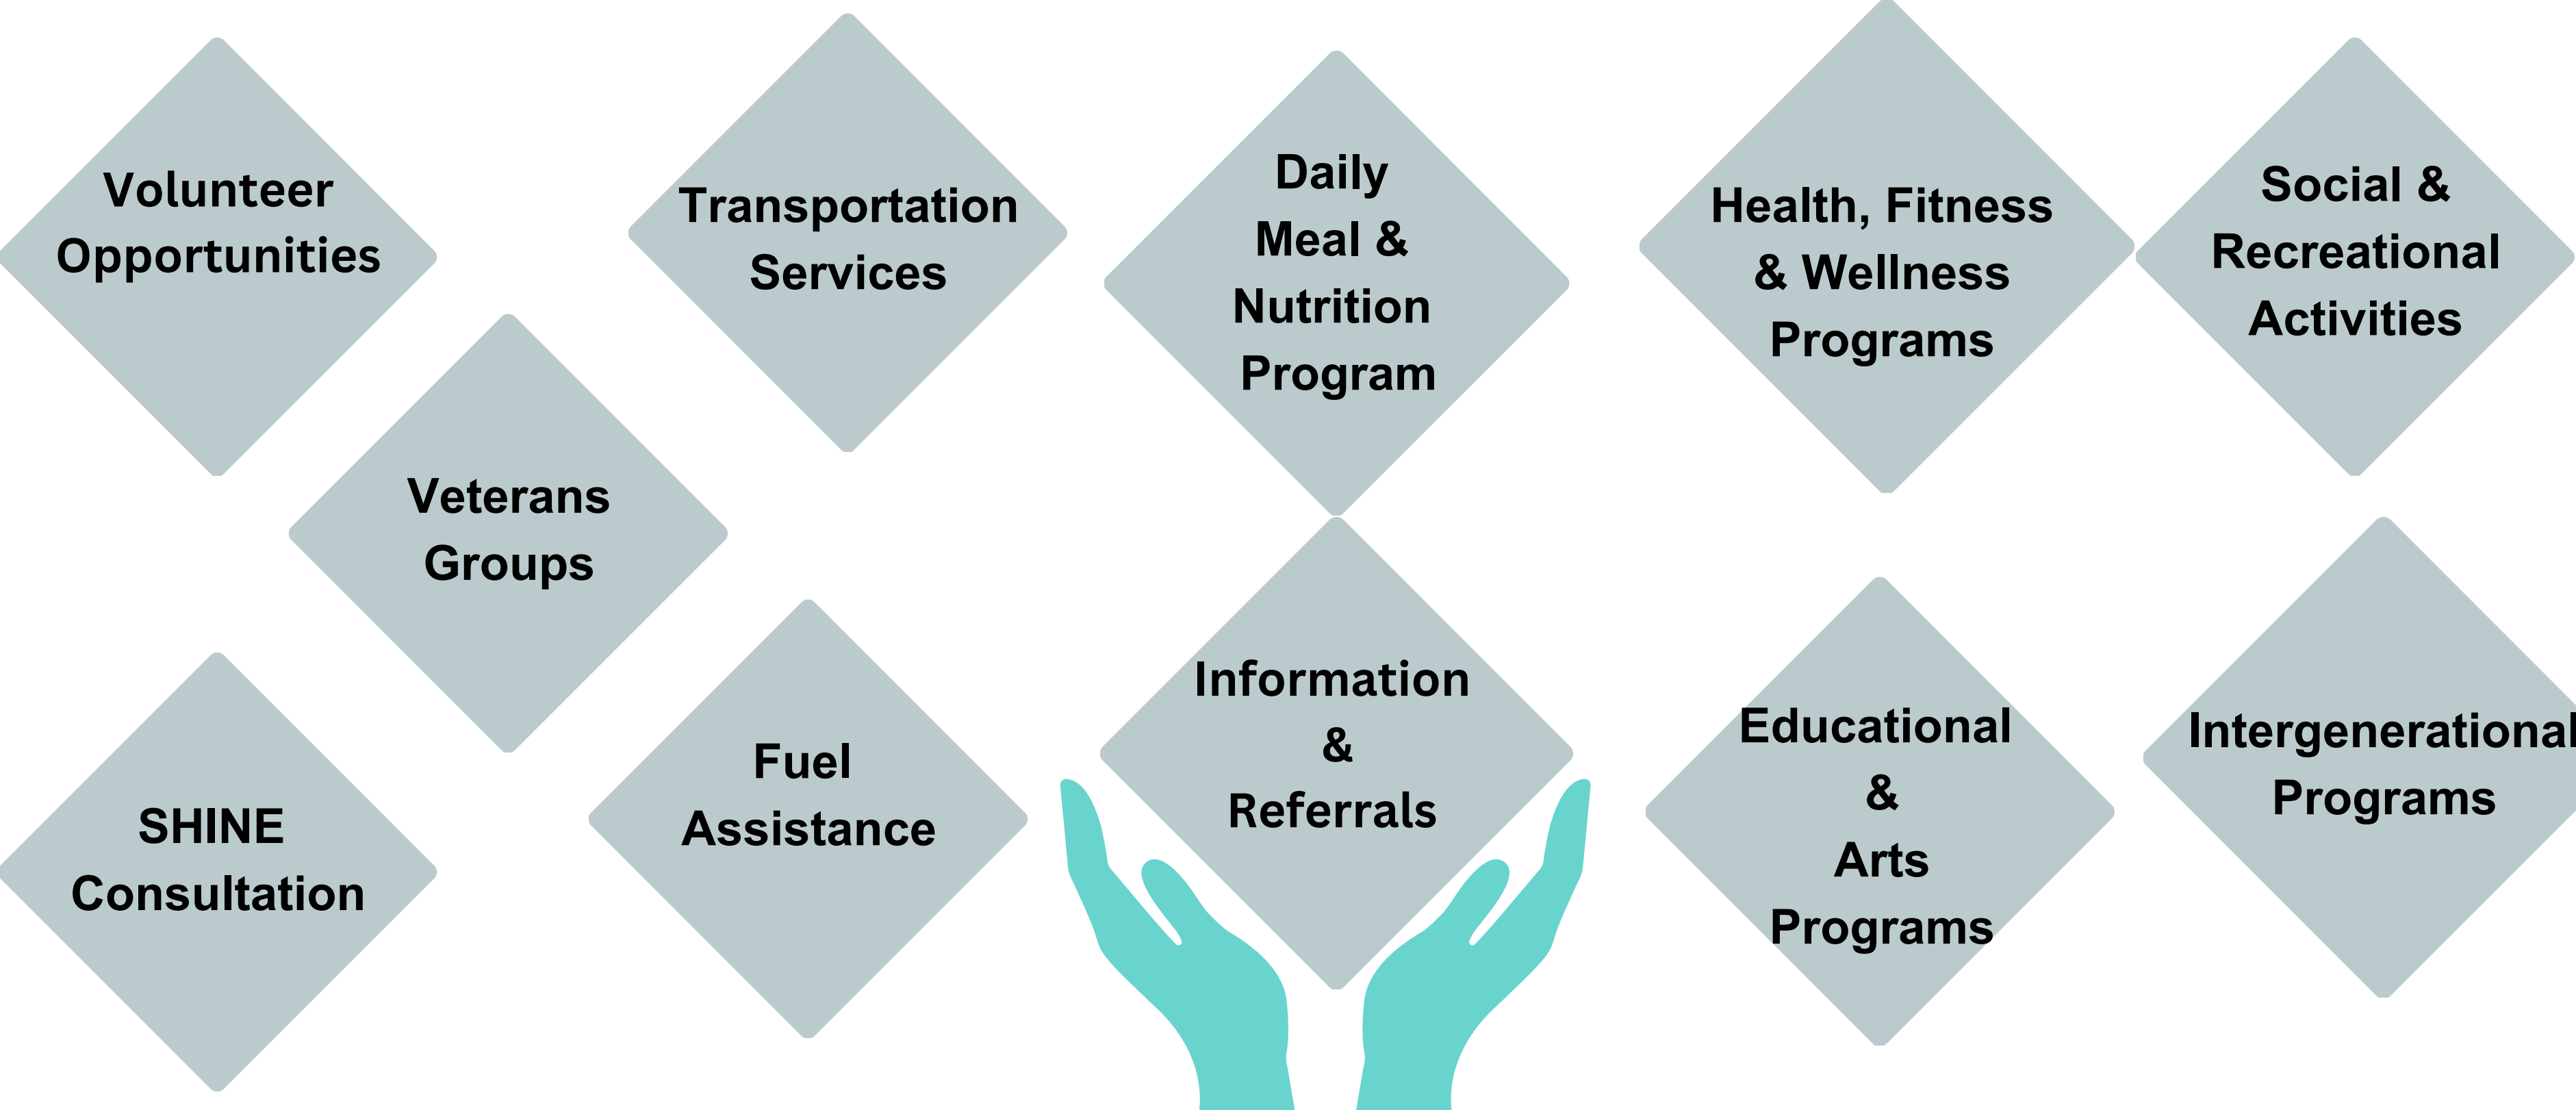 Volunteer
Opportunities
Transportation
Services
Daily
Meal &
Nutrition
Program
Health, Fitness
& Wellness
Programs
Social &
Recreational
Activities
Veterans
Groups
SHINE
Consultation
Fuel
Assistance
Information
&
Referrals
Educational
&
Arts
Programs
Intergenerational
Programs